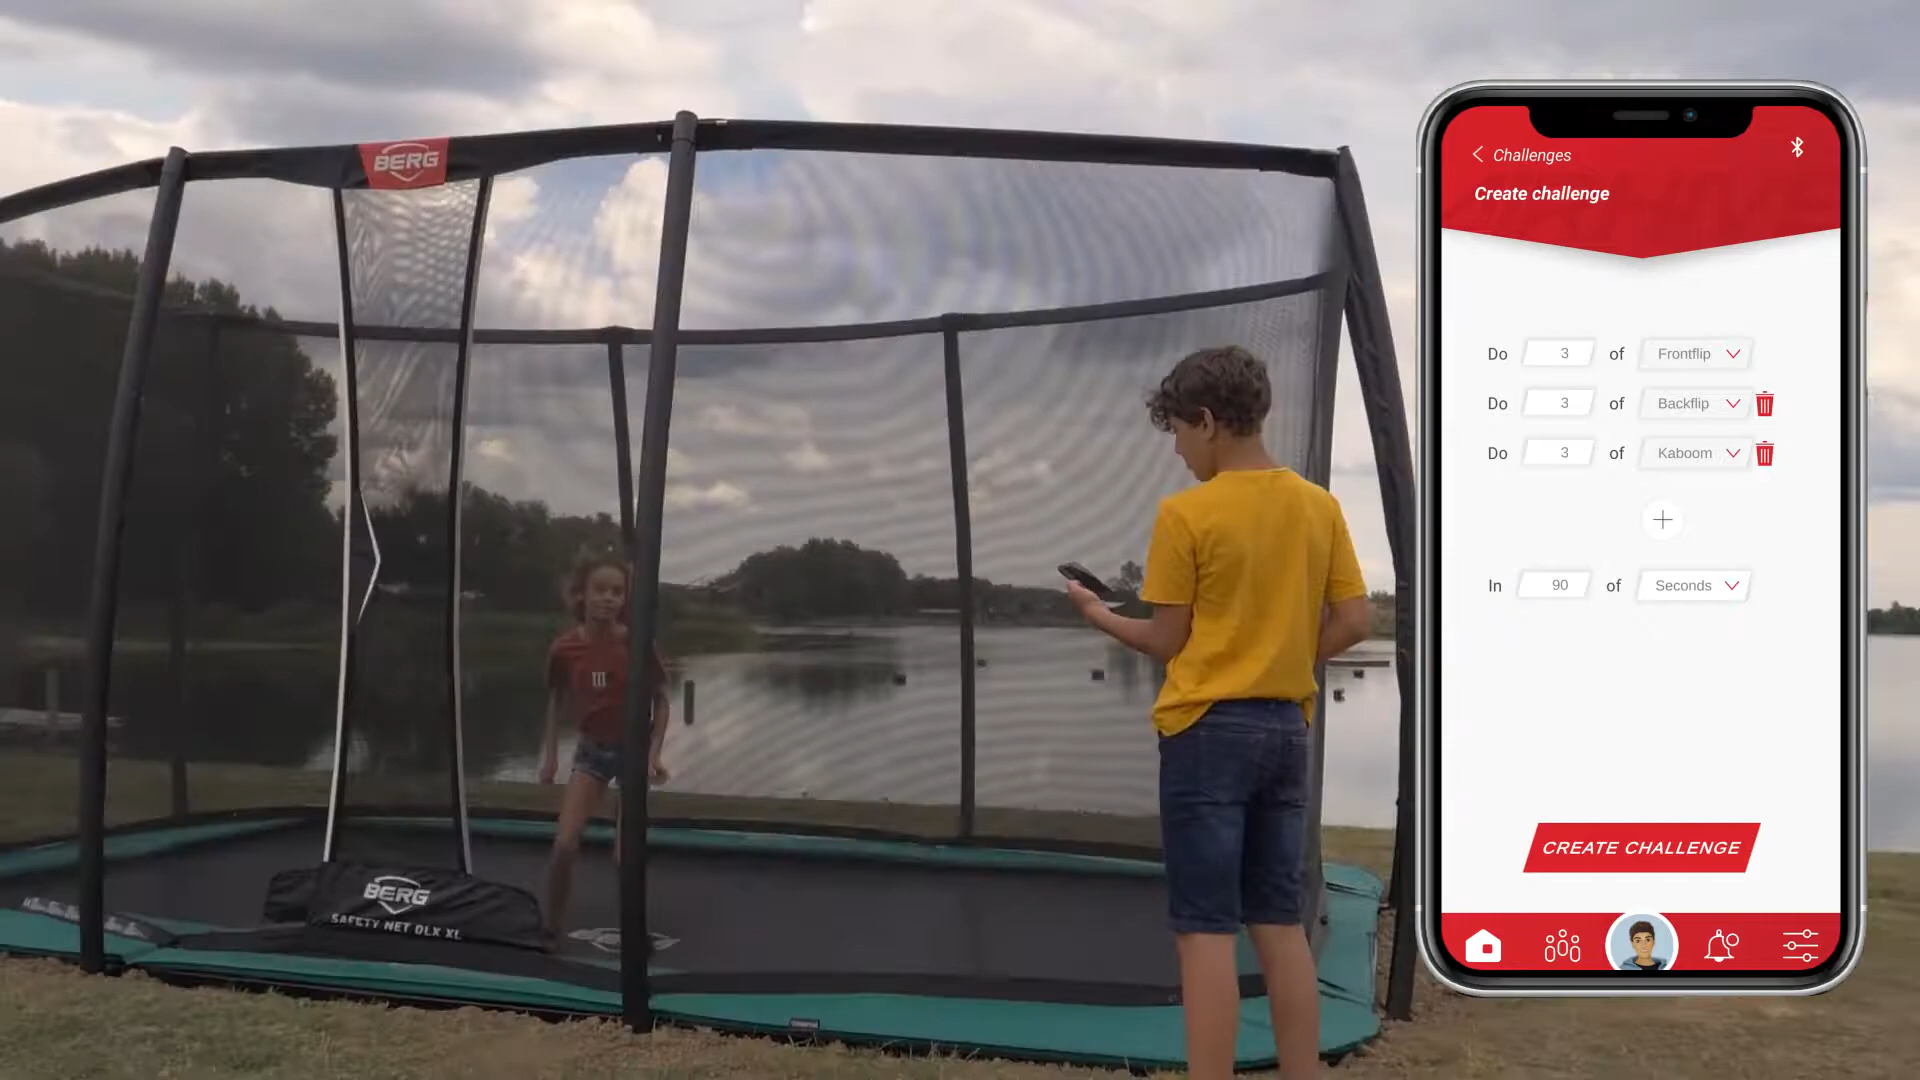 BERG
BERG
SAFETY NET DLX XL
Challenges
Create challenge
Do 3 of Frontflip
Do 3 of Backflip
Do 3 of Kaboom
In 90 of Seconds
CREATE CHALLENGE